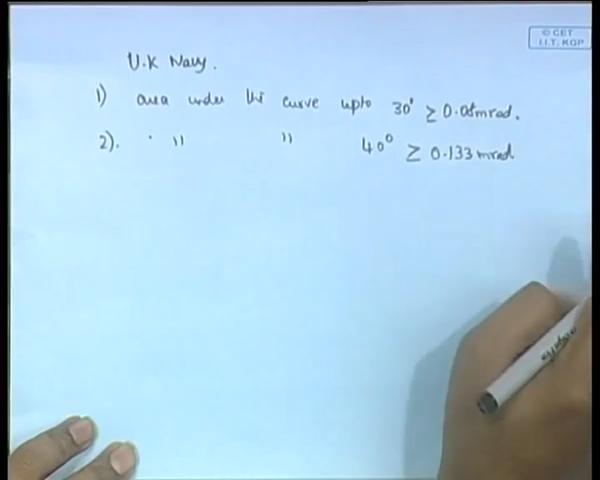 © CET
I.I.T. KGP
U.K Navy.
1) area under the curve upto 30° ≥ 0.08 mrad.
2). " " " 40° ≥ 0.133 mrad